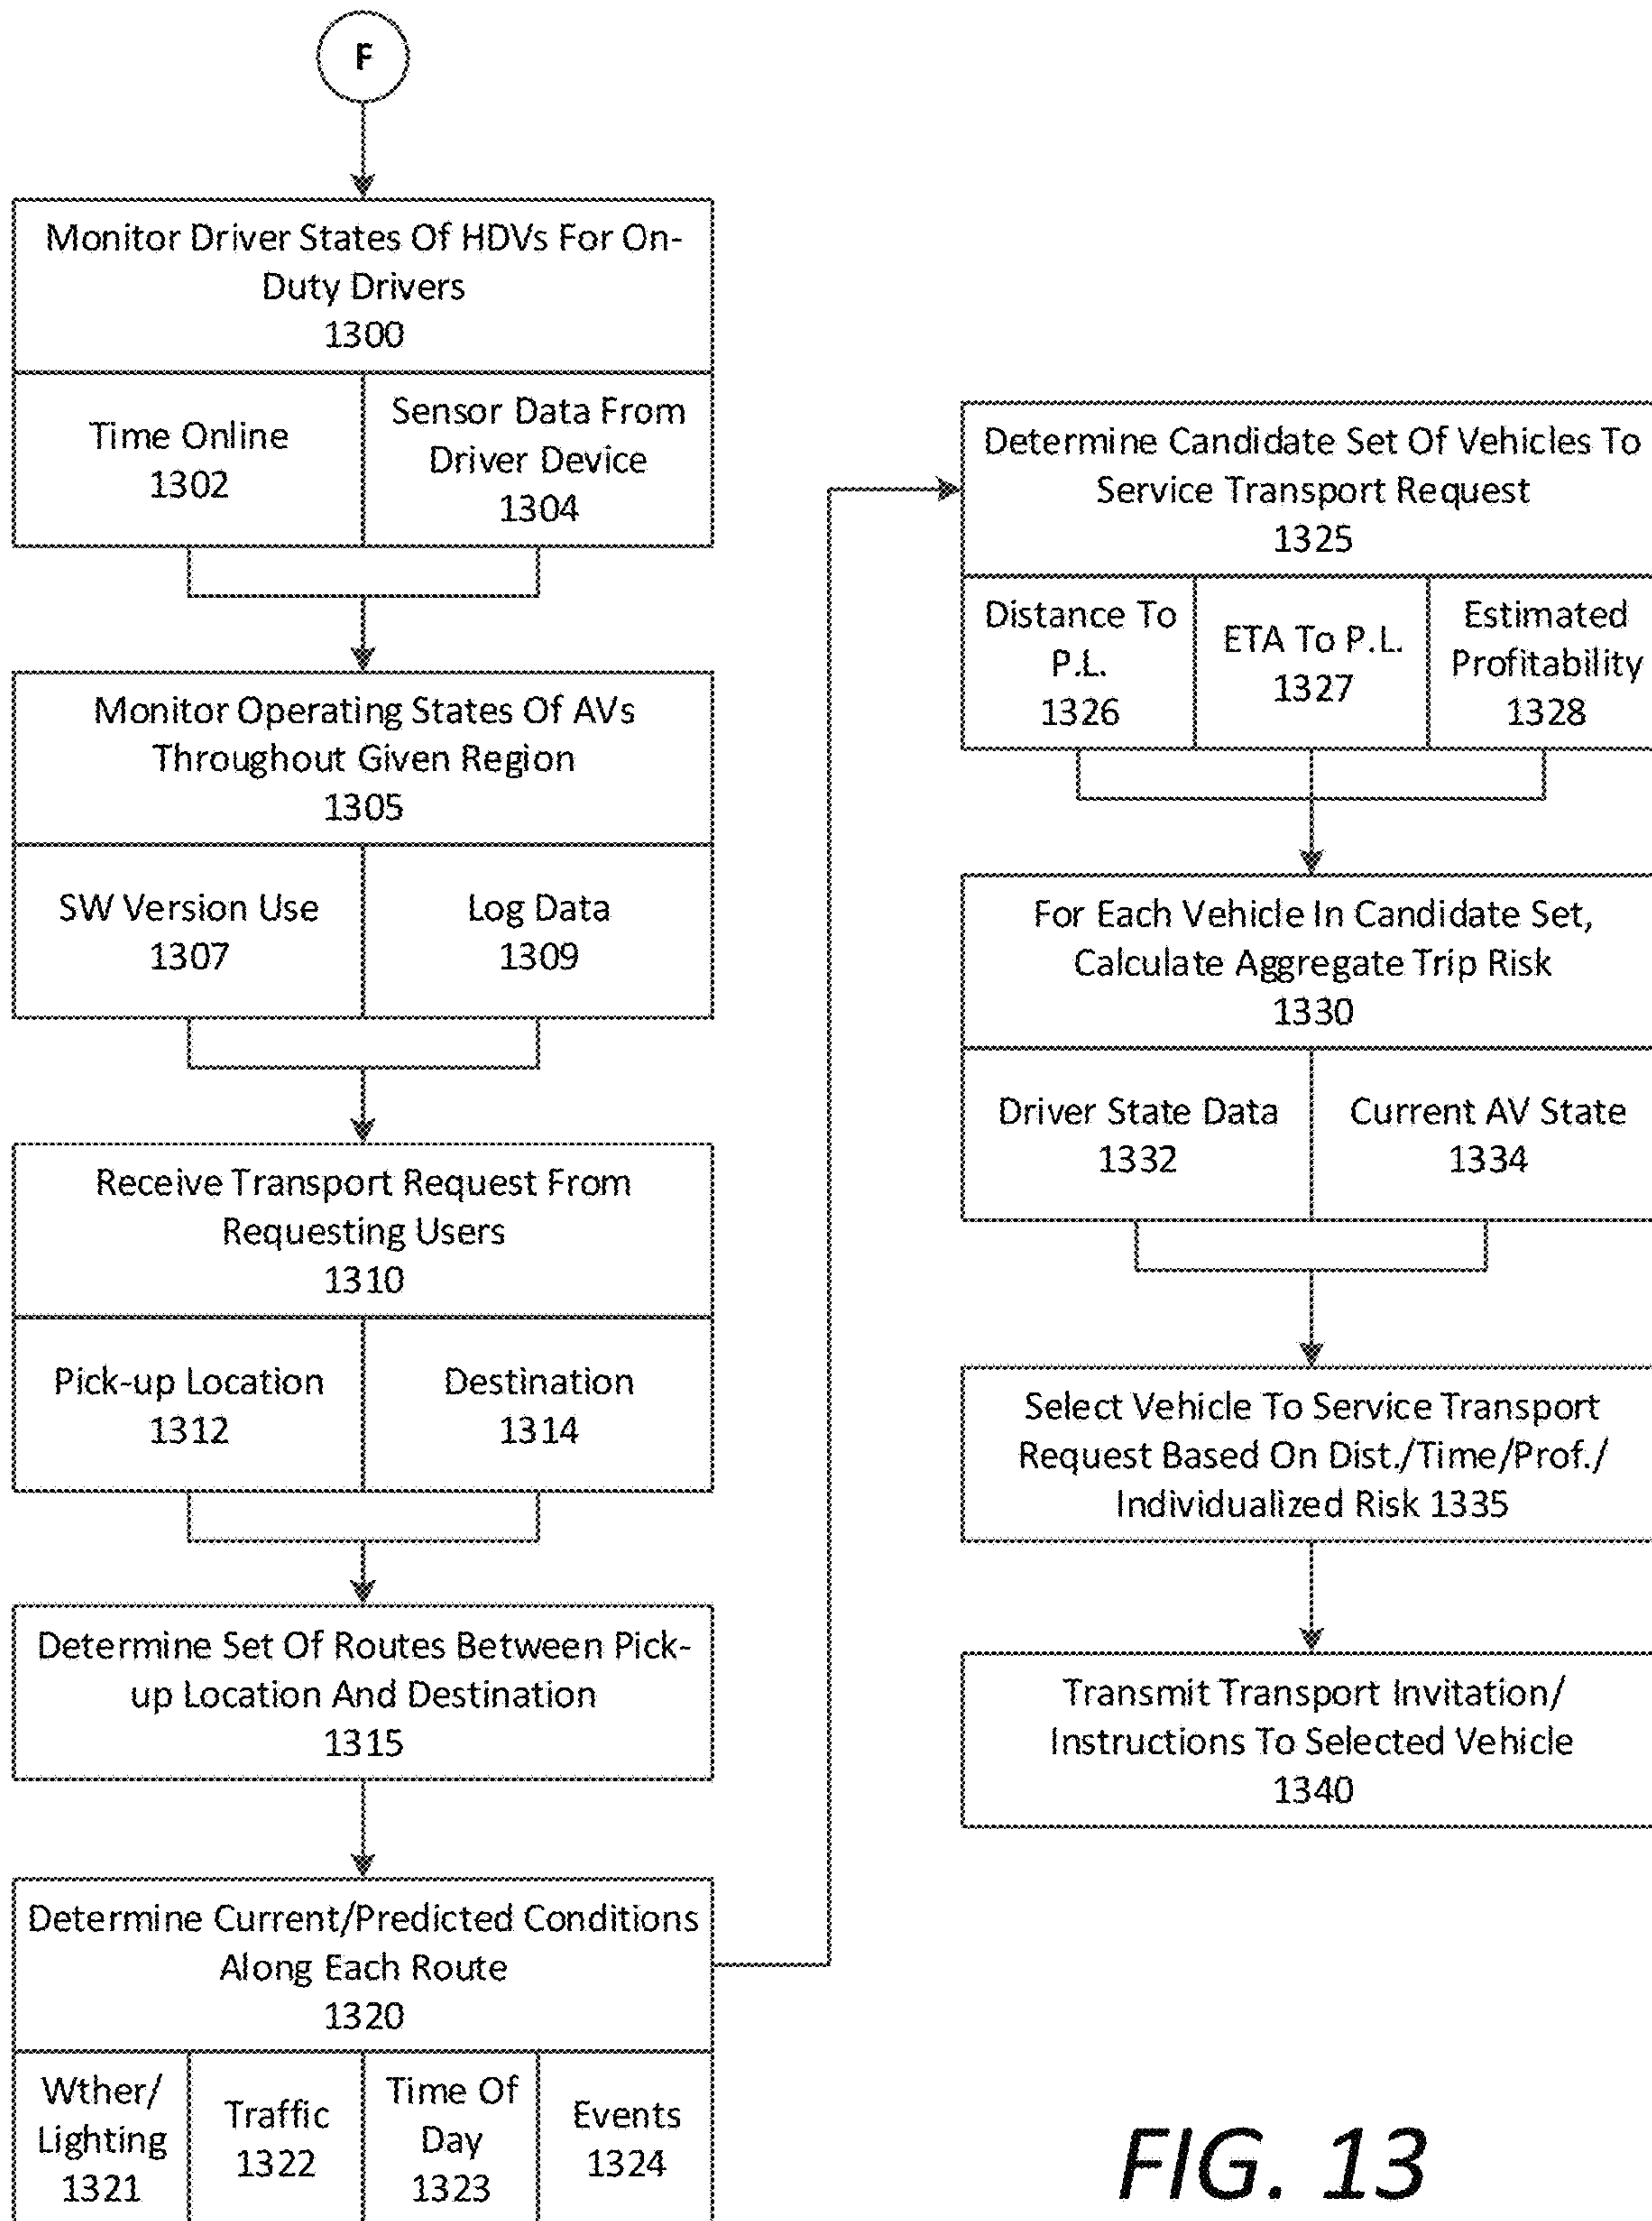 F
Monitor Driver States Of HDVs For On-
Duty Drivers
1300
Time Online
1302
Sensor Data From
Driver Device
1304
Monitor Operating States Of AVs
Throughout Given Region
1305
SW Version Use
1307
Log Data
1309
Receive Transport Request From
Requesting Users
1310
Pick-up Location
1312
Destination
1314
Determine Set Of Routes Between Pick-
up Location And Destination
1315
Determine Current/Predicted Conditions
Along Each Route
1320
Wther/
Lighting
1321
Traffic
1322
Time Of
Day
1323
Events
1324
Determine Candidate Set Of Vehicles To
Service Transport Request
1325
Distance To
P.L.
1326
ETA To P.L.
1327
Estimated
Profitability
1328
For Each Vehicle In Candidate Set,
Calculate Aggregate Trip Risk
1330
Driver State Data
1332
Current AV State
1334
Select Vehicle To Service Transport
Request Based On Dist./Time/Prof./
Individualized Risk 1335
Transmit Transport Invitation/
Instructions To Selected Vehicle
1340
FIG. 13